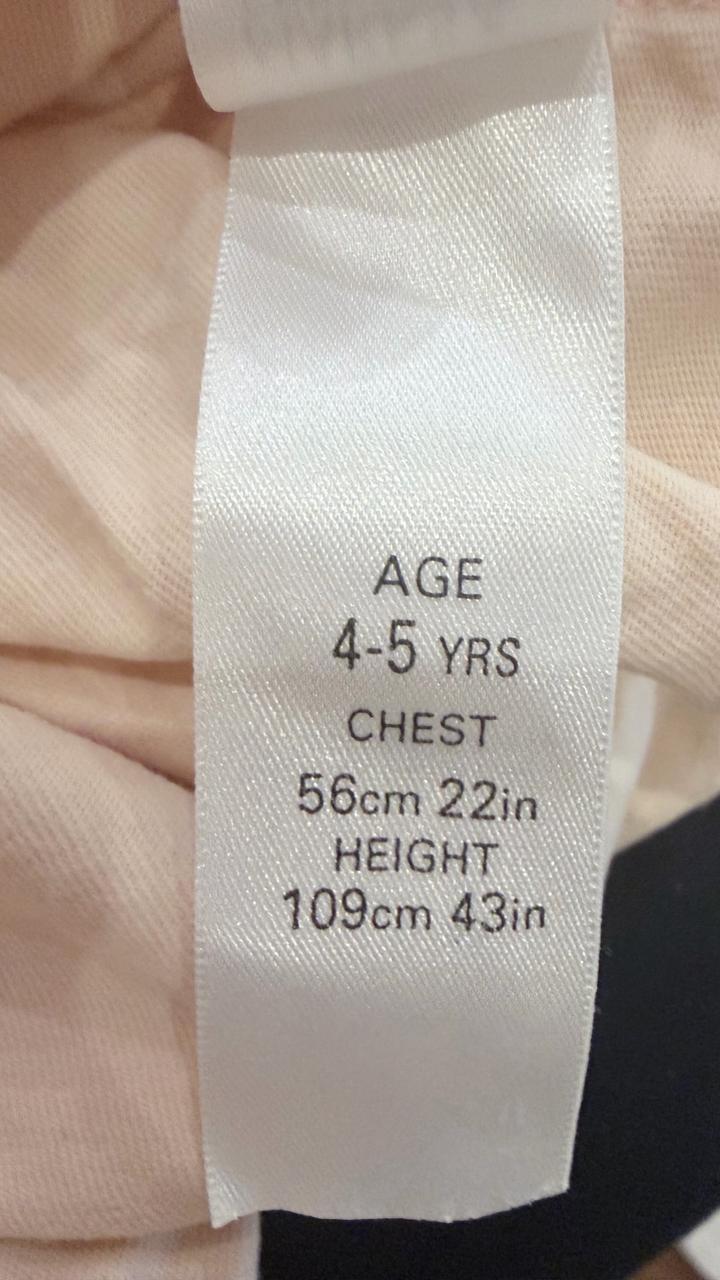 AGE
4-5 YRS
CHEST
56cm 22in
HEIGHT
109cm 43in